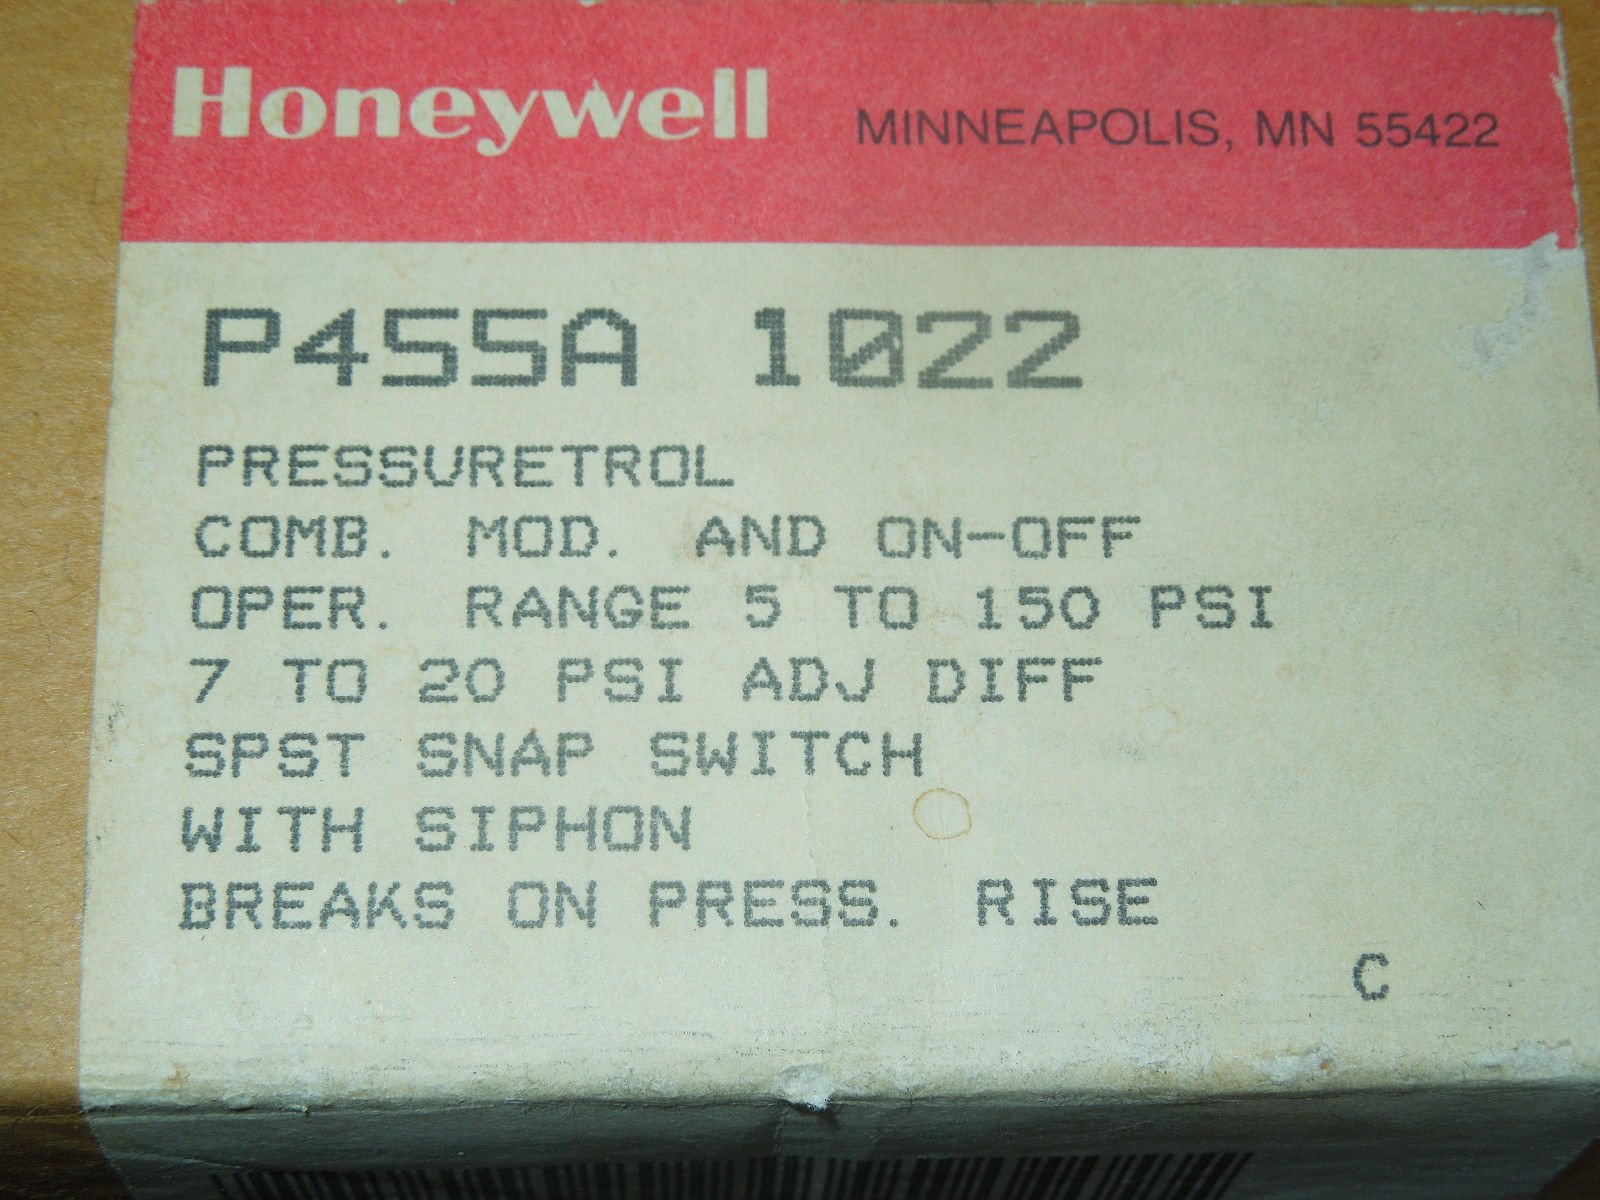 Honeywell MINNEAPOLIS, MN 55422
P455A 1022
PRESSURETROL
COMB. MOD. AND ON-OFF
OPER. RANGE 5 TO 150 PSI
7 TO 20 PSI ADJ DIFF
SPST SNAP SWITCH
WITH SIPHON
BREAKS ON PRESS. RISE
C